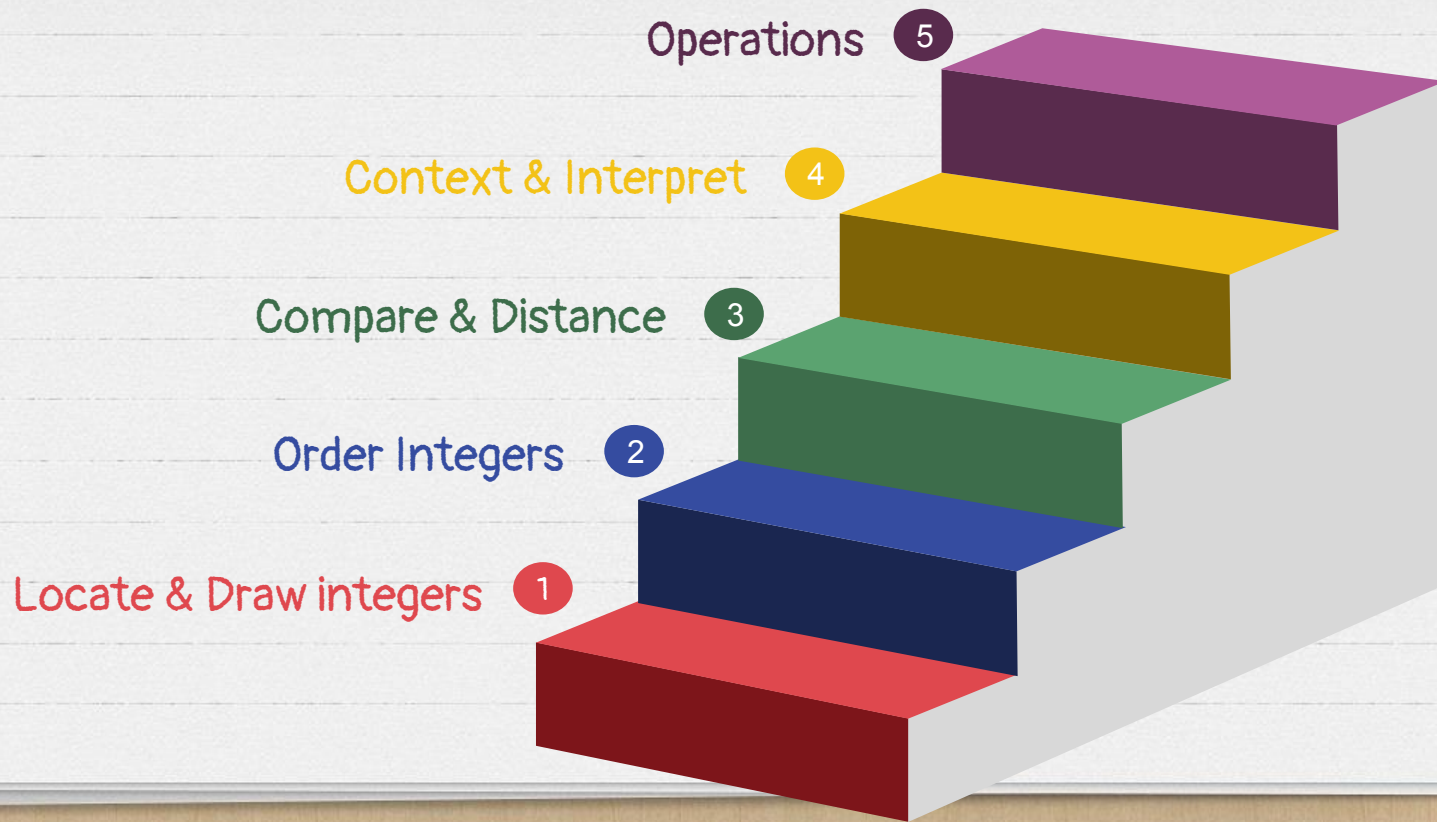 Operations 5
Context & Interpret 4
Compare & Distance 3
Order Integers 2
Locate & Draw integers 1